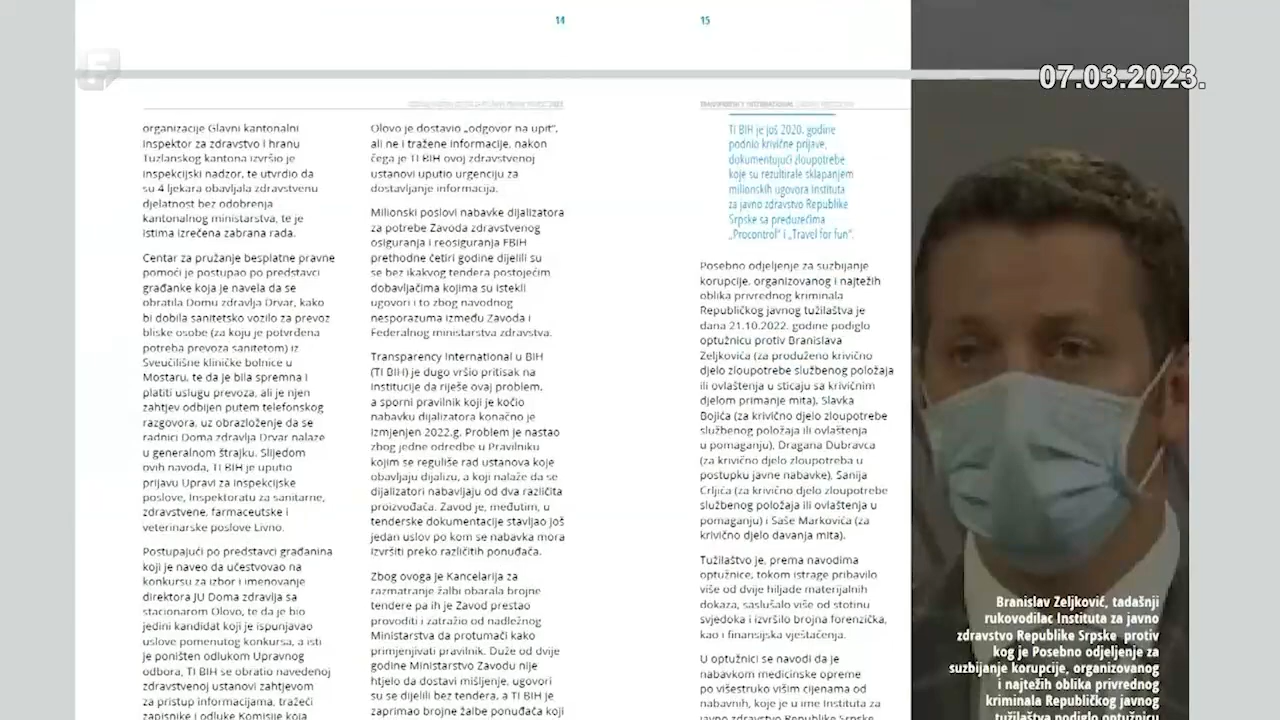 14
15
07.03.2023.
organizacije Glavni kantonalni
inspektor za zdravstvo i hranu
Tuzlanskog kantona izvršio je
inspekcijski nadzor, te utvrdio da
su 4 ljekara obavljala zdravstvenu
djelatnost bez odobrenja
kantonalnog ministarstva, te je
istima izrečena zabrana rada.
Centar za pružanje besplatne pravne
pomoći je postupao po predstavci
građanke koja je navela da se
obratila Domu zdravlja Drvar, kako
bi dobila sanitetsko vozilo za prevoz
bliske osobe (za koju je potvrđena
potreba prevoza sanitetom) iz
Sveučilišne kliničke bolnice u
Mostaru, te da je bila spremna i
platiti uslugu prevoza, ali je njen
zahtjev odbijen putem telefonskog
razgovora, uz obrazloženje da se
radnici Doma zdravlja Drvar nalaze
u generalnom štrajku. Slijedom
ovih navoda, TI BIH je uputio
prijavu Upravi za inspekcijske
poslove, Inspektoratu za sanitarne,
zdravstvene, farmaceutske i
veterinarske poslove Livno.
Postupajući po predstavci građanina
koji je naveo da učestvovao na
konkursu za izbor i imenovanje
direktora JU Doma zdravlja sa
stacionarom Olovo, te da je bio
jedini kandidat koji je ispunjavao
uslove pomenutog konkursa, a isti
je poništen odlukom Upravnog
odbora, TI BIH se obratio navedenoj
zdravstvenoj ustanovi zahtjevom
za pristup informacijama, tražeći
zapisnike i odluke Komisije koja
Olovo je dostavio „odgovor na upit“,
ali ne i tražene informacije, nakon
čega je TI BIH ovoj zdravstvenoj
ustanovi uputio urgenciju za
dostavljanje informacija.
Milionski poslovi nabavke dijalizatora
za potrebe Zavoda zdravstvenog
osiguranja i reosiguranja FBIH
prethodne četiri godine dijelili su
se bez ikakvog tendera postojećim
dobavljačima kojima su istekli
ugovori i to zbog navodnog
nesporazuma između Zavoda i
Federalnog ministarstva zdravstva.
Transparency International u BIH
(TI BIH) je dugo vršio pritisak na
institucije da riješe ovaj problem,
a sporni pravilnik koji je kočio
nabavku dijalizatora konačno je
izmjenjen 2022.g. Problem je nastao
zbog jedne odredbe u Pravilniku
kojim se reguliše rad ustanova koje
obavljaju dijalizu, a koji nalaže da se
dijalizatori nabavljaju od dva različita
proizvođača. Zavod je, međutim, u
tenderske dokumentacije stavljao još
jedan uslov po kom se nabavka mora
izvršiti preko različitih ponuđača.
Zbog ovoga je Kancelarija za
razmatranje žalbi obarala brojne
tendere pa ih je Zavod prestao
provoditi i zatražio od nadležnog
Ministarstva da protumači kako
primjenjivati pravilnik. Duže od dvije
godine Ministarstvo Zavodu nije
htjelo da dostavi mišljenje, ugovori
su se dijelili bez tendera, a TI BIH je
zaprimao brojne žalbe ponuđača koji
TI BIH je još 2020. godine
podnio krivične prijave,
dokumentujući zloupotrebe
koje su rezultirale sklapanjem
milionskih ugovora Instituta
za javno zdravstvo Republike
Srpske sa preduzećima
„Procontrol“ i „Travel for fun“.
Posebno odjeljenje za suzbijanje
korupcije, organizovanog i najtežih
oblika privrednog kriminala
Republičkog javnog tužilaštva je
dana 21.10.2022. godine podiglo
optužnicu protiv Branislava
Zeljkovića (za produženo krivično
djelo zloupotrebe službenog položaja
ili ovlaštenja u sticaju sa krivičnim
djelom primanje mita), Slavka
Bojića (za krivično djelo zloupotrebe
službenog položaja ili ovlaštenja
u pomaganju), Dragana Dubravca
(za krivično djelo zloupotreba u
postupku javne nabavke), Sanija
Crljića (za krivično djelo zloupotrebe
službenog položaja ili ovlaštenja u
pomaganju) i Saše Markovića (za
krivično djelo davanja mita).
Tužilaštvo je, prema navodima
optužnice, tokom istrage pribavilo
više od dvije hiljade materijalnih
dokaza, saslušalo više od stotinu
svjedoka i izvršilo brojna forenzička,
kao i finansijska vještačenja.
U optužnici se navodi da je
nabavkom medicinske opreme
po višestruko višim cijenama od
nabavnih, koje je u ime Instituta za
javno zdravstvo Republike Srpske
Branislav Zeljković, tadašnji
rukovodilac Instituta za javno
zdravstvo Republike Srpske protiv
kog je Posebno odjeljenje za
suzbijanje korupcije, organizovanog
i najtežih oblika privrednog
kriminala Republičkog javnog
tužilaštva podiglo optužnicu